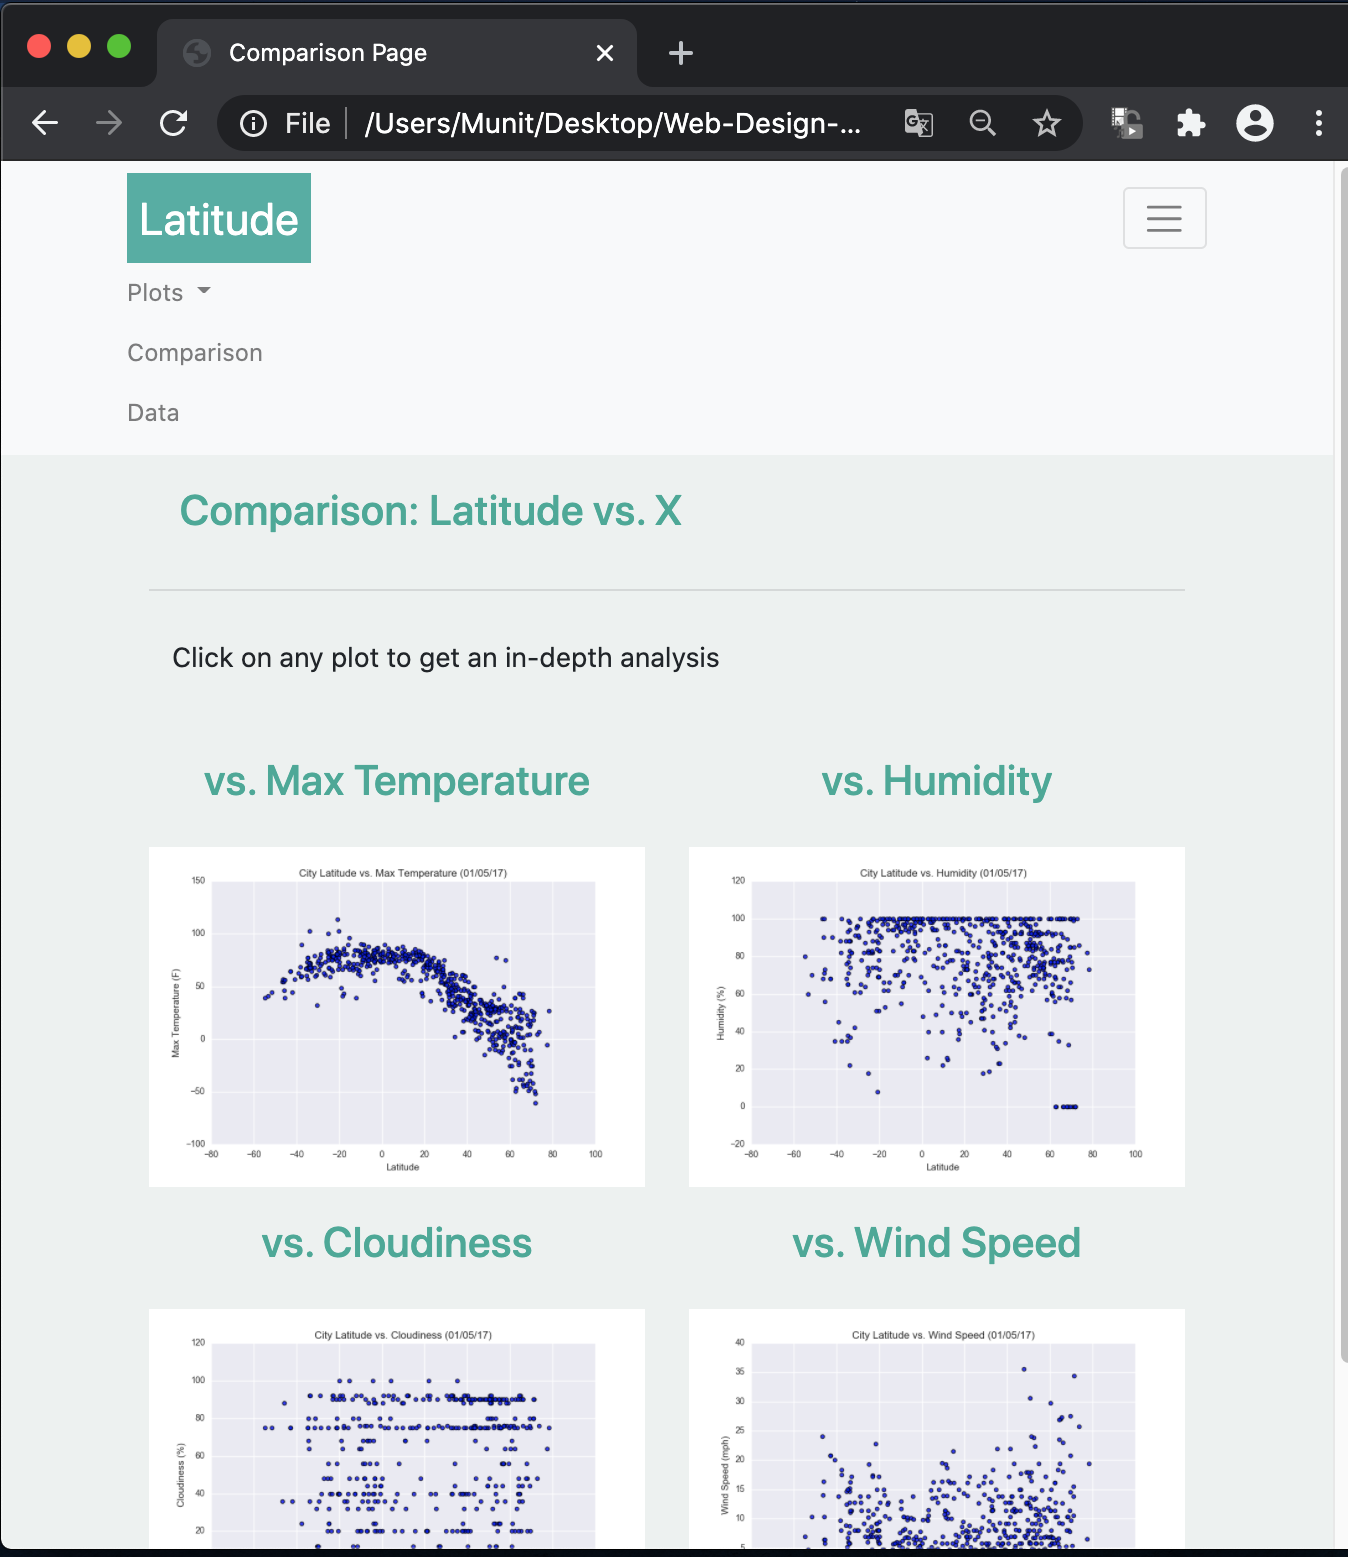 Comparison Page
File
/Users/Munit/Desktop/Web-Design-...
Latitude
Plots
Comparison
Data
Comparison: Latitude vs. X
Click on any plot to get an in-depth analysis
vs. Max Temperature
vs. Humidity
City Latitude vs. Max Temperature (01/05/17)
150
100
50
0
−50
−100
Max Temperature (F)
−80 −60 −40 −20 0 20 40 60 80 100
Latitude
City Latitude vs. Humidity (01/05/17)
120
100
80
60
40
20
0
−20
Humidity (%)
−80 −60 −40 −20 0 20 40 60 80 100
Latitude
vs. Cloudiness
vs. Wind Speed
City Latitude vs. Cloudiness (01/05/17)
120
100
80
60
40
20
Cloudiness (%)
City Latitude vs. Wind Speed (01/05/17)
40
35
30
25
20
15
10
5
Wind Speed (mph)